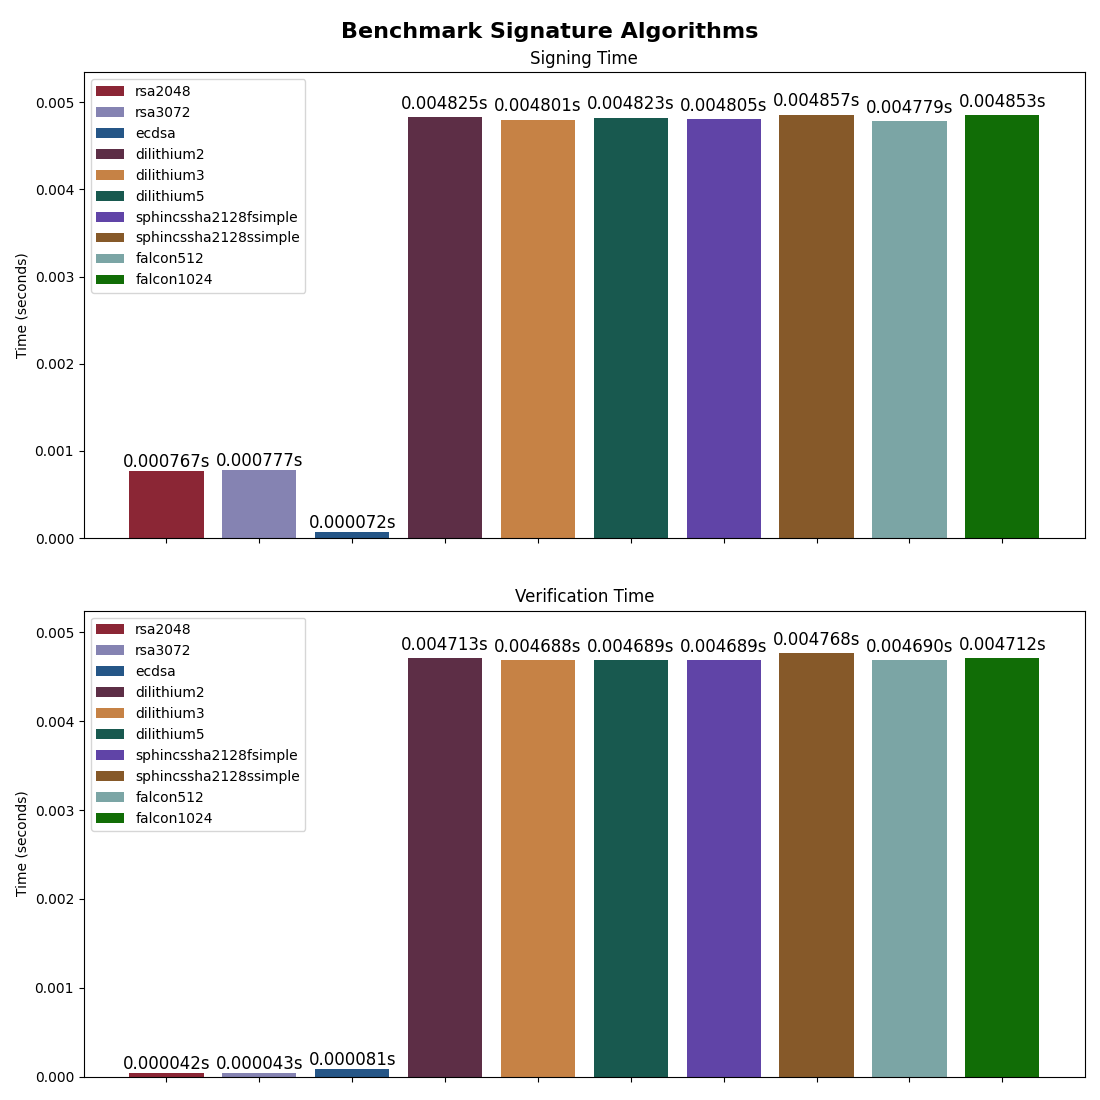 Benchmark Signature Algorithms
Signing Time
rsa2048
rsa3072
ecdsa
dilithium2
dilithium3
dilithium5
sphincssha2128fsimple
sphincssha2128ssimple
falcon512
falcon1024
0.000767s
0.000777s
0.000072s
0.004825s
0.004801s
0.004823s
0.004805s
0.004857s
0.004779s
0.004853s
0.005
0.004
0.003
0.002
0.001
0.000
Time (seconds)
Verification Time
rsa2048
rsa3072
ecdsa
dilithium2
dilithium3
dilithium5
sphincssha2128fsimple
sphincssha2128ssimple
falcon512
falcon1024
0.000042s
0.000043s
0.000081s
0.004713s
0.004688s
0.004689s
0.004689s
0.004768s
0.004690s
0.004712s
0.005
0.004
0.003
0.002
0.001
0.000
Time (seconds)